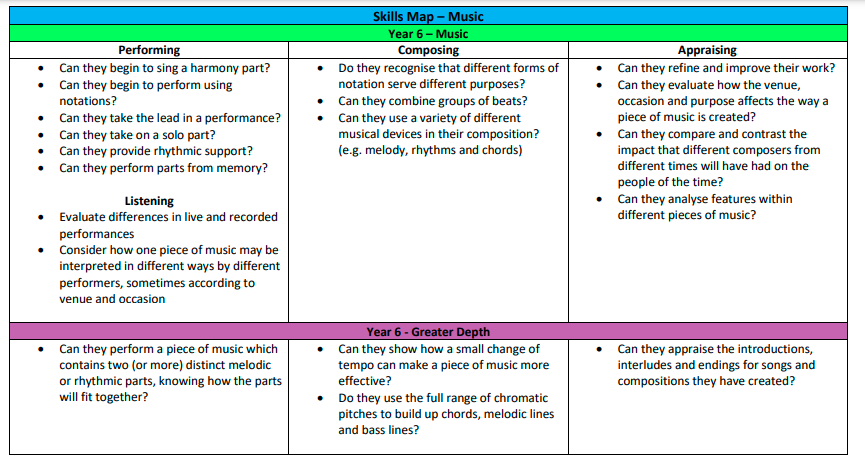 Skills Map – Music
Year 6 – Music
Performing
• Can they begin to sing a harmony part?
• Can they begin to perform using
notations?
• Can they take the lead in a performance?
• Can they take on a solo part?
• Can they provide rhythmic support?
• Can they perform parts from memory?
Listening
• Evaluate differences in live and recorded
performances
• Consider how one piece of music may be
interpreted in different ways by different
performers, sometimes according to
venue and occasion
Composing
• Do they recognise that different forms of
notation serve different purposes?
• Can they combine groups of beats?
• Can they use a variety of different
musical devices in their composition?
(e.g. melody, rhythms and chords)
Appraising
• Can they refine and improve their work?
• Can they evaluate how the venue,
occasion and purpose affects the way a
piece of music is created?
• Can they compare and contrast the
impact that different composers from
different times will have had on the
people of the time?
• Can they analyse features within
different pieces of music?
Year 6 - Greater Depth
• Can they perform a piece of music which
contains two (or more) distinct melodic
or rhythmic parts, knowing how the parts
will fit together?
• Can they show how a small change of
tempo can make a piece of music more
effective?
• Do they use the full range of chromatic
pitches to build up chords, melodic lines
and bass lines?
• Can they appraise the introductions,
interludes and endings for songs and
compositions they have created?